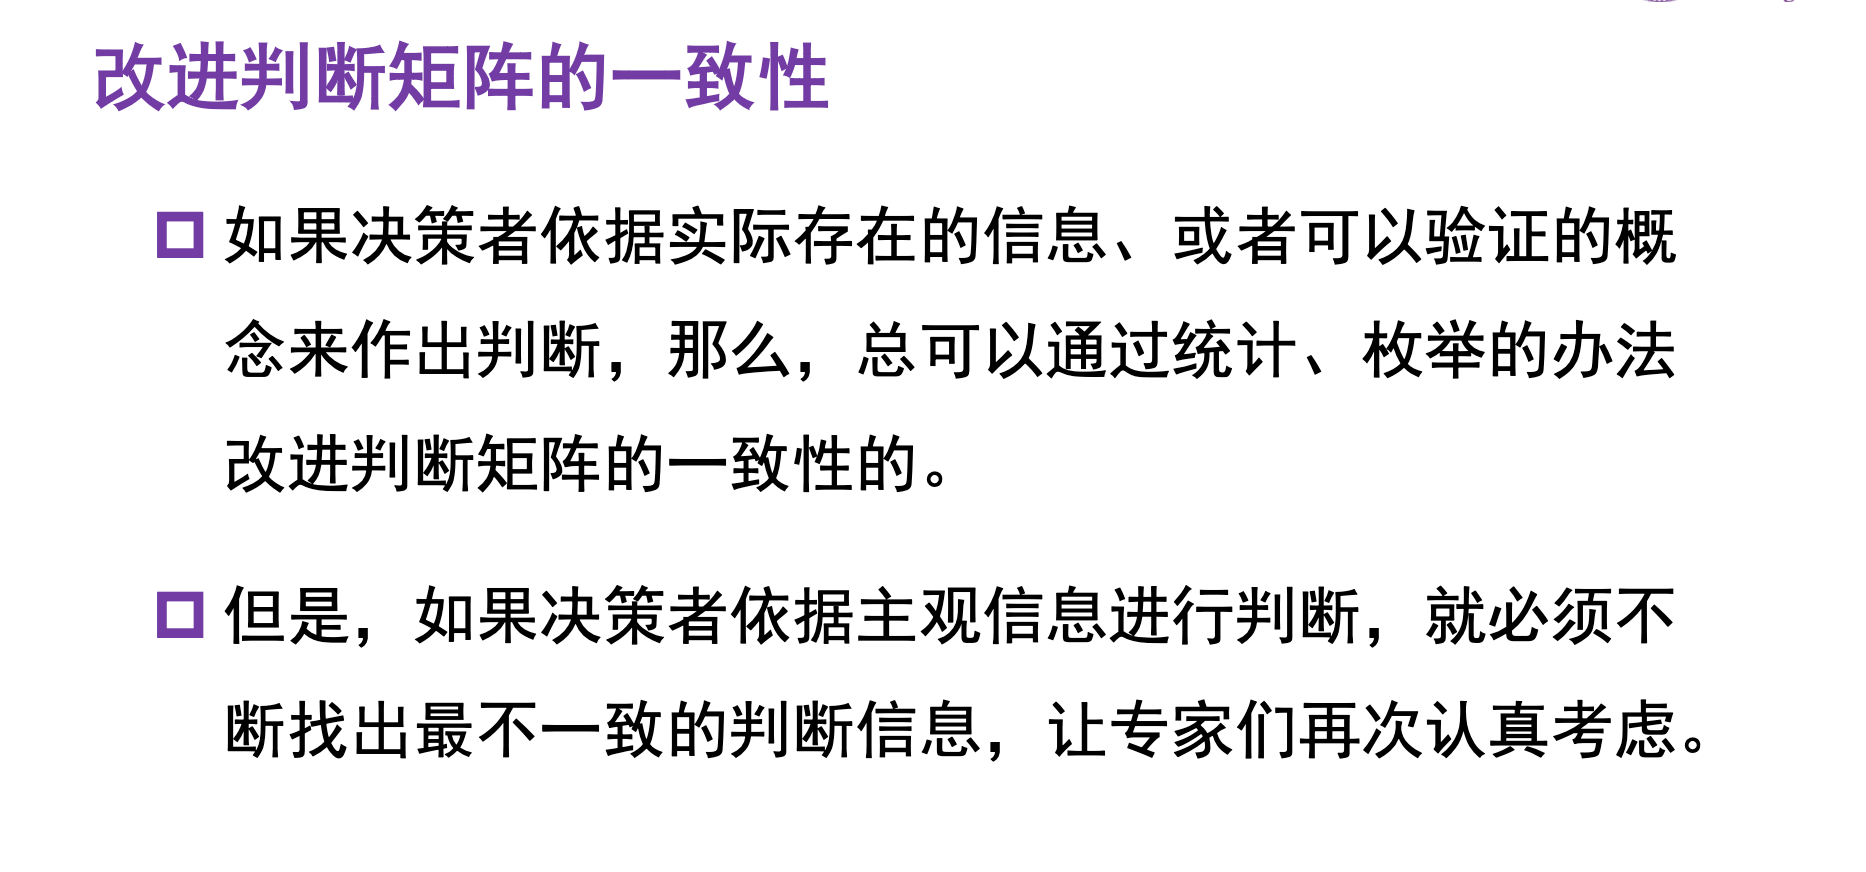 改进判断矩阵的一致性
如果决策者依据实际存在的信息、或者可以验证的概
念来作出判断，那么，总可以通过统计、枚举的办法
改进判断矩阵的一致性的。
但是，如果决策者依据主观信息进行判断，就必须不
断找出最不一致的判断信息，让专家们再次认真考虑。